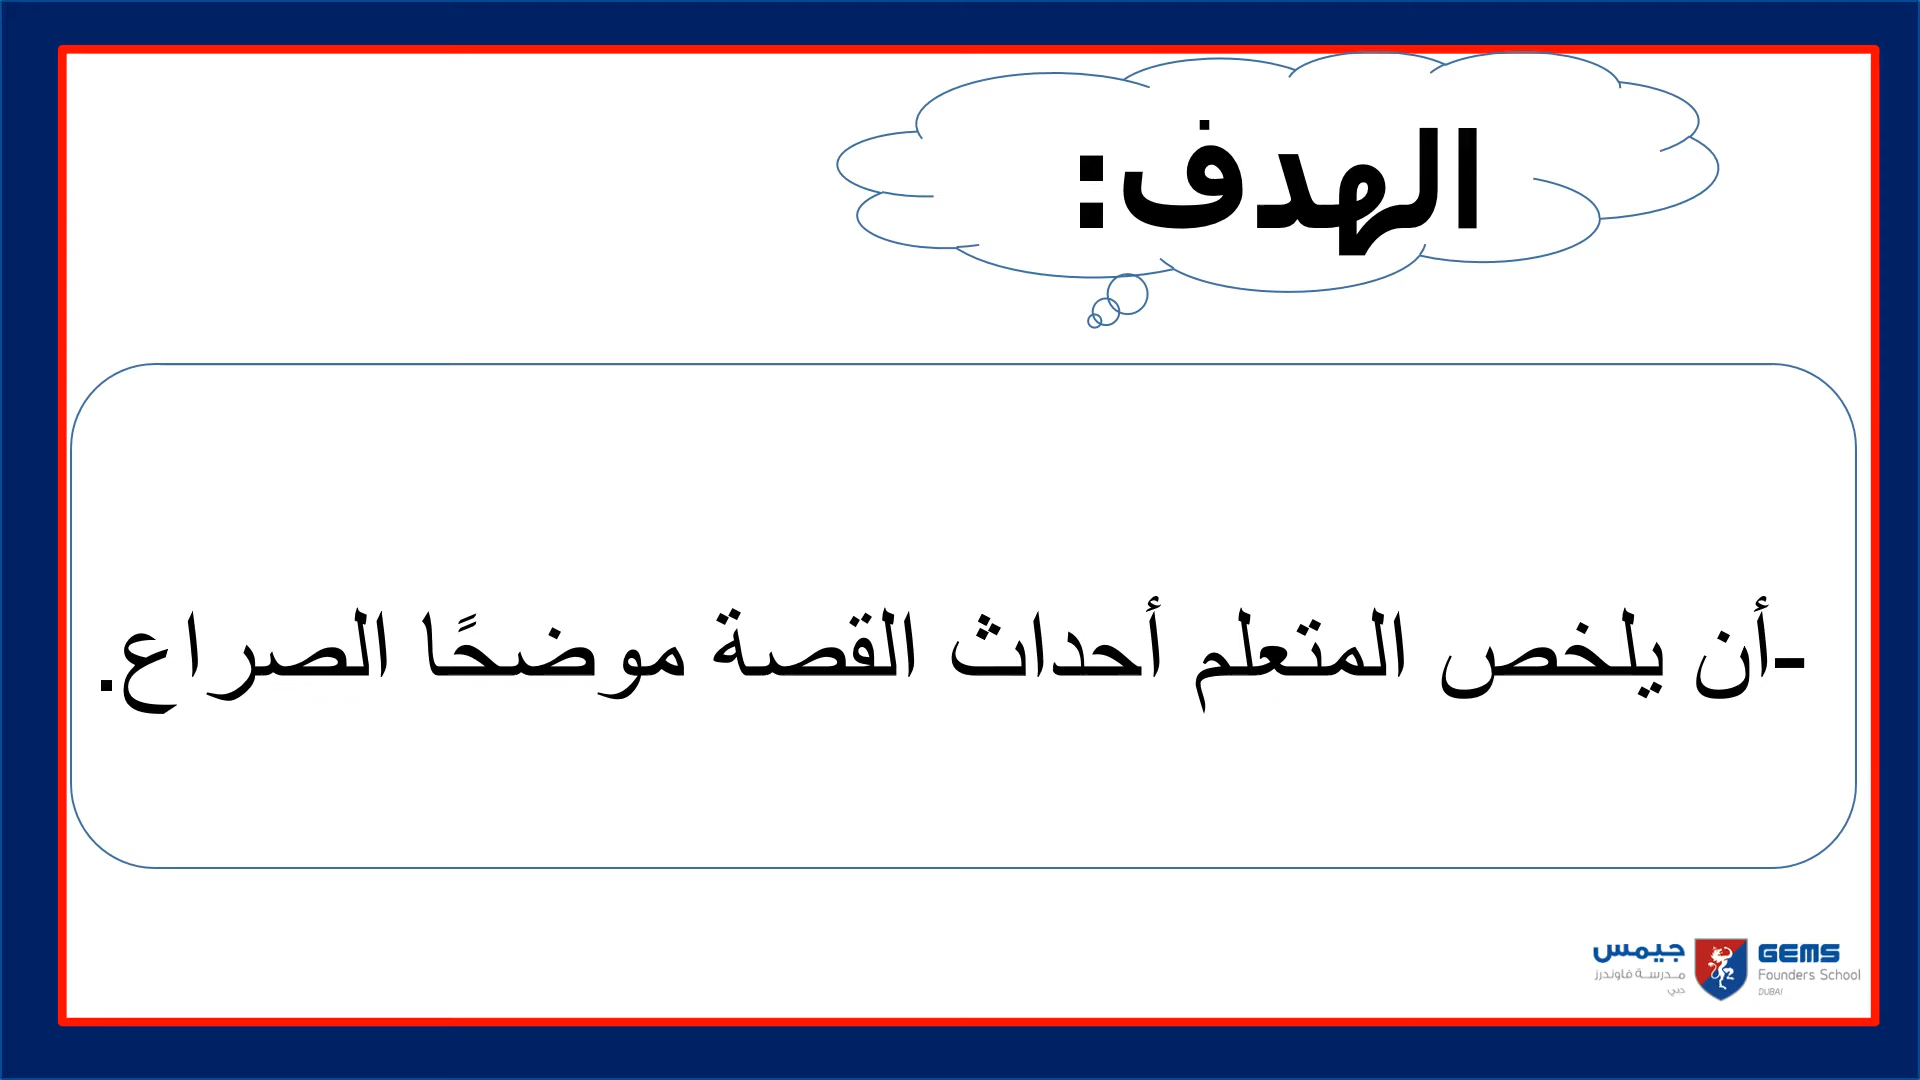 الهدف:
-أن يلخص المتعلم أحداث القصة موضحًا الصراع.
جيمس
مدرسة فاوندرز
دبي
GEMS
Founders School
DUBAI